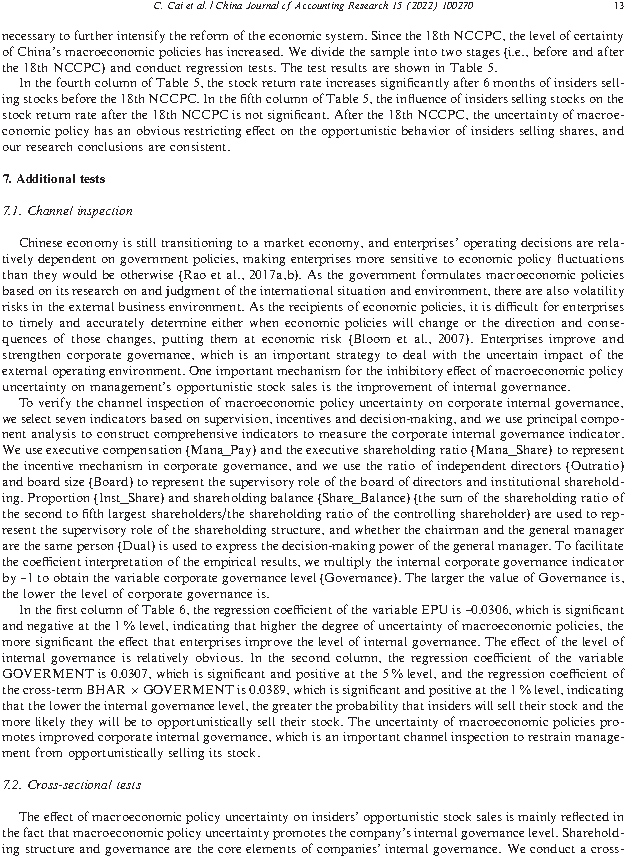 C. Cai et al. / China Journal of Accounting Research 15 (2022) 100270
13
necessary to further intensify the reform of the economic system. Since the 18th NCCPC, the level of certainty
of China's macroeconomic policies has increased. We divide the sample into two stages (i.e., before and after
the 18th NCCPC) and conduct regression tests. The test results are shown in Table 5.
In the fourth column of Table 5, the stock return rate increases significantly after 6 months of insiders sell-
ing stocks before the 18th NCCPC. In the fifth column of Table 5, the influence of insiders selling stocks on the
stock return rate after the 18th NCCPC is not significant. After the 18th NCCPC, the uncertainty of macroe-
conomic policy has an obvious restricting effect on the opportunistic behavior of insiders selling shares, and
our research conclusions are consistent.
7. Additional tests
7.1. Channel inspection
Chinese economy is still transitioning to a market economy, and enterprises' operating decisions are rela-
tively dependent on government policies, making enterprises more sensitive to economic policy fluctuations
than they would be otherwise (Rao et al., 2017a,b). As the government formulates macroeconomic policies
based on its research on and judgment of the international situation and environment, there are also volatility
risks in the external business environment. As the recipients of economic policies, it is difficult for enterprises
to timely and accurately determine either when economic policies will change or the direction and conse-
quences of those changes, putting them at economic risk (Bloom et al., 2007). Enterprises improve and
strengthen corporate governance, which is an important strategy to deal with the uncertain impact of the
external operating environment. One important mechanism for the inhibitory effect of macroeconomic policy
uncertainty on management's opportunistic stock sales is the improvement of internal governance.
To verify the channel inspection of macroeconomic policy uncertainty on corporate internal governance,
we select seven indicators based on supervision, incentives and decision-making, and we use principal compo-
nent analysis to construct comprehensive indicators to measure the corporate internal governance indicator.
We use executive compensation (Mana_Pay) and the executive shareholding ratio (Mana_Share) to represent
the incentive mechanism in corporate governance, and we use the ratio of independent directors (Outratio)
and board size (Board) to represent the supervisory role of the board of directors and institutional sharehold-
ing. Proportion (Inst_Share) and shareholding balance (Share_Balance) (the sum of the shareholding ratio of
the second to fifth largest shareholders/the shareholding ratio of the controlling shareholder) are used to rep-
resent the supervisory role of the shareholding structure, and whether the chairman and the general manager
are the same person (Dual) is used to express the decision-making power of the general manager. To facilitate
the coefficient interpretation of the empirical results, we multiply the internal corporate governance indicator
by –1 to obtain the variable corporate governance level (Governance). The larger the value of Governance is,
the lower the level of corporate governance is.
In the first column of Table 6, the regression coefficient of the variable EPU is –0.0306, which is significant
and negative at the 1 % level, indicating that higher the degree of uncertainty of macroeconomic policies, the
more significant the effect that enterprises improve the level of internal governance. The effect of the level of
internal governance is relatively obvious. In the second column, the regression coefficient of the variable
GOVERMENT is 0.0307, which is significant and positive at the 5 % level, and the regression coefficient of
the cross-term BHAR × GOVERMENT is 0.0389, which is significant and positive at the 1 % level, indicating
that the lower the internal governance level, the greater the probability that insiders will sell their stock and the
more likely they will be to opportunistically sell their stock. The uncertainty of macroeconomic policies pro-
motes improved corporate internal governance, which is an important channel inspection to restrain manage-
ment from opportunistically selling its stock.
7.2. Cross-sectional tests
The effect of macroeconomic policy uncertainty on insiders' opportunistic stock sales is mainly reflected in
the fact that macroeconomic policy uncertainty promotes the company's internal governance level. Sharehold-
ing structure and governance are the core elements of companies' internal governance. We conduct a cross-